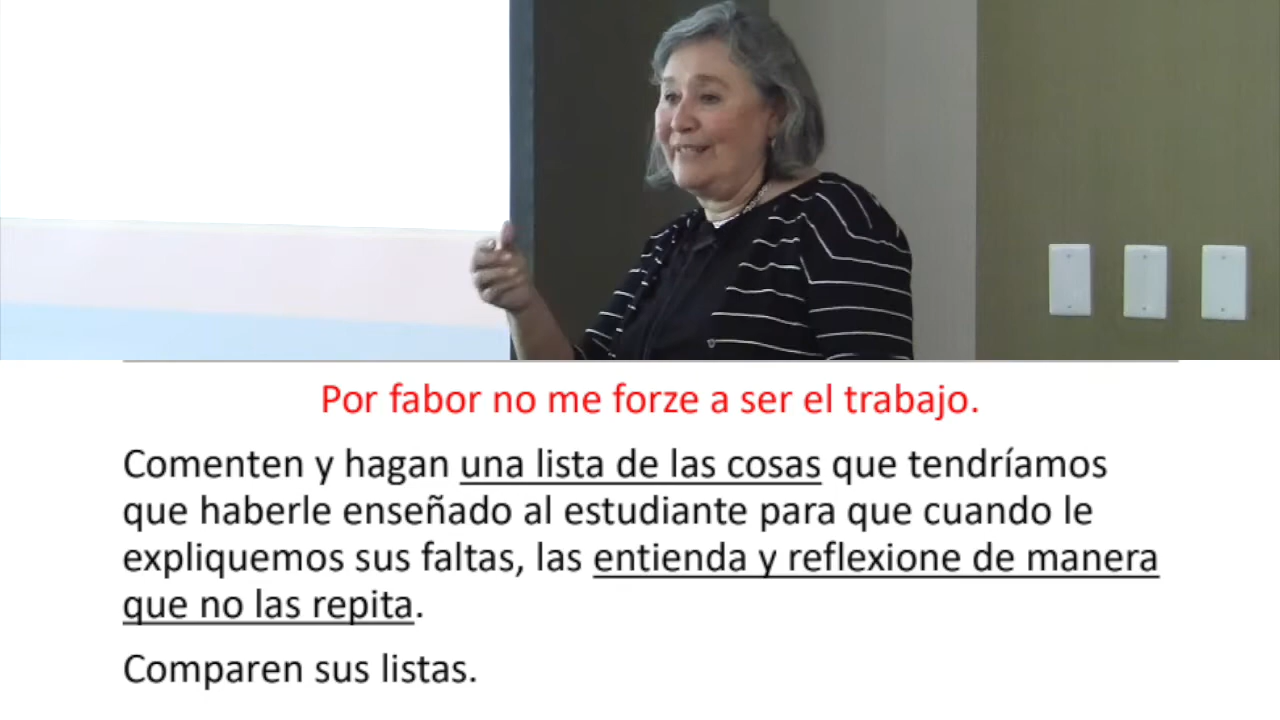 Por fabor no me forze a ser el trabajo.
Comenten y hagan una lista de las cosas que tendríamos
que haberle enseñado al estudiante para que cuando le
expliquemos sus faltas, las entienda y reflexione de manera
que no las repita.
Comparen sus listas.